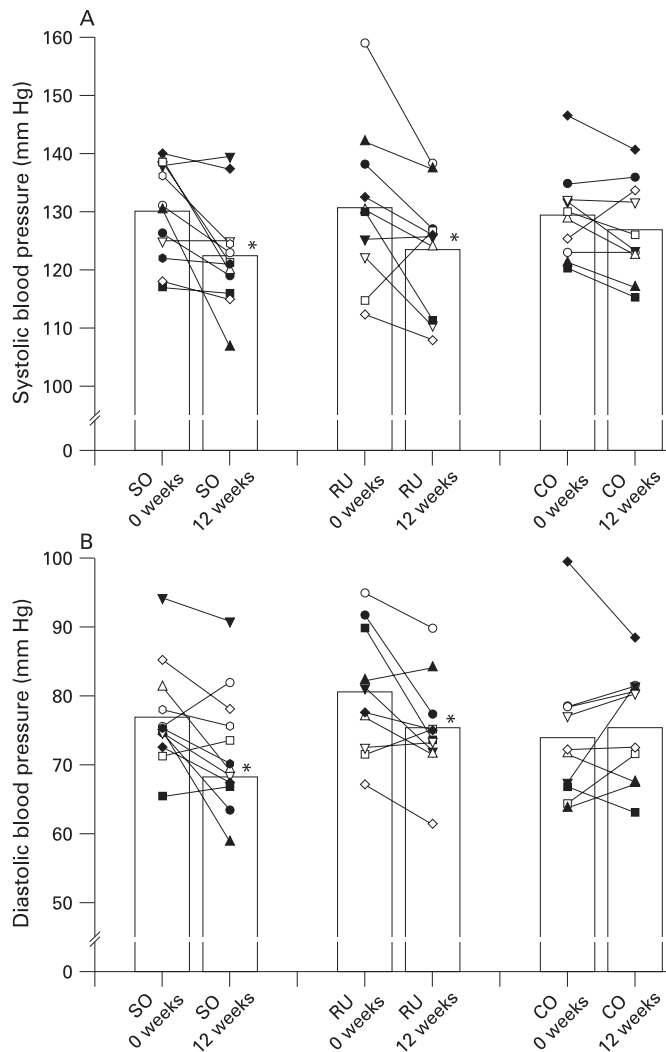 A
Systolic blood pressure (mm Hg)
160
150
140
130
120
110
100
0
*
*
SO
0 weeks
SO
12 weeks
RU
0 weeks
RU
12 weeks
CO
0 weeks
CO
12 weeks
B
Diastolic blood pressure (mm Hg)
100
90
80
70
60
50
0
*
*
SO
0 weeks
SO
12 weeks
RU
0 weeks
RU
12 weeks
CO
0 weeks
CO
12 weeks